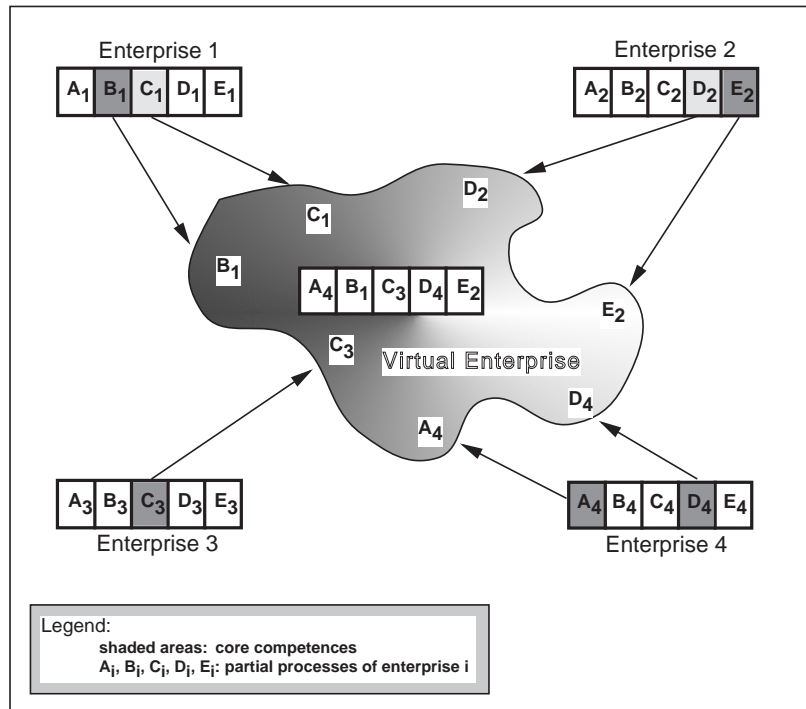 Enterprise 1
A1 B1 C1 D1 E1
Enterprise 2
A2 B2 C2 D2 E2
D2
C1
B1
A4 B1 C3 D4 E2
E2
C3
Virtual Enterprise
D4
A4
A3 B3 C3 D3 E3
Enterprise 3
A4 B4 C4 D4 E4
Enterprise 4
Legend:
shaded areas: core competences
Ai, Bi, Ci, Di, Ei: partial processes of enterprise i